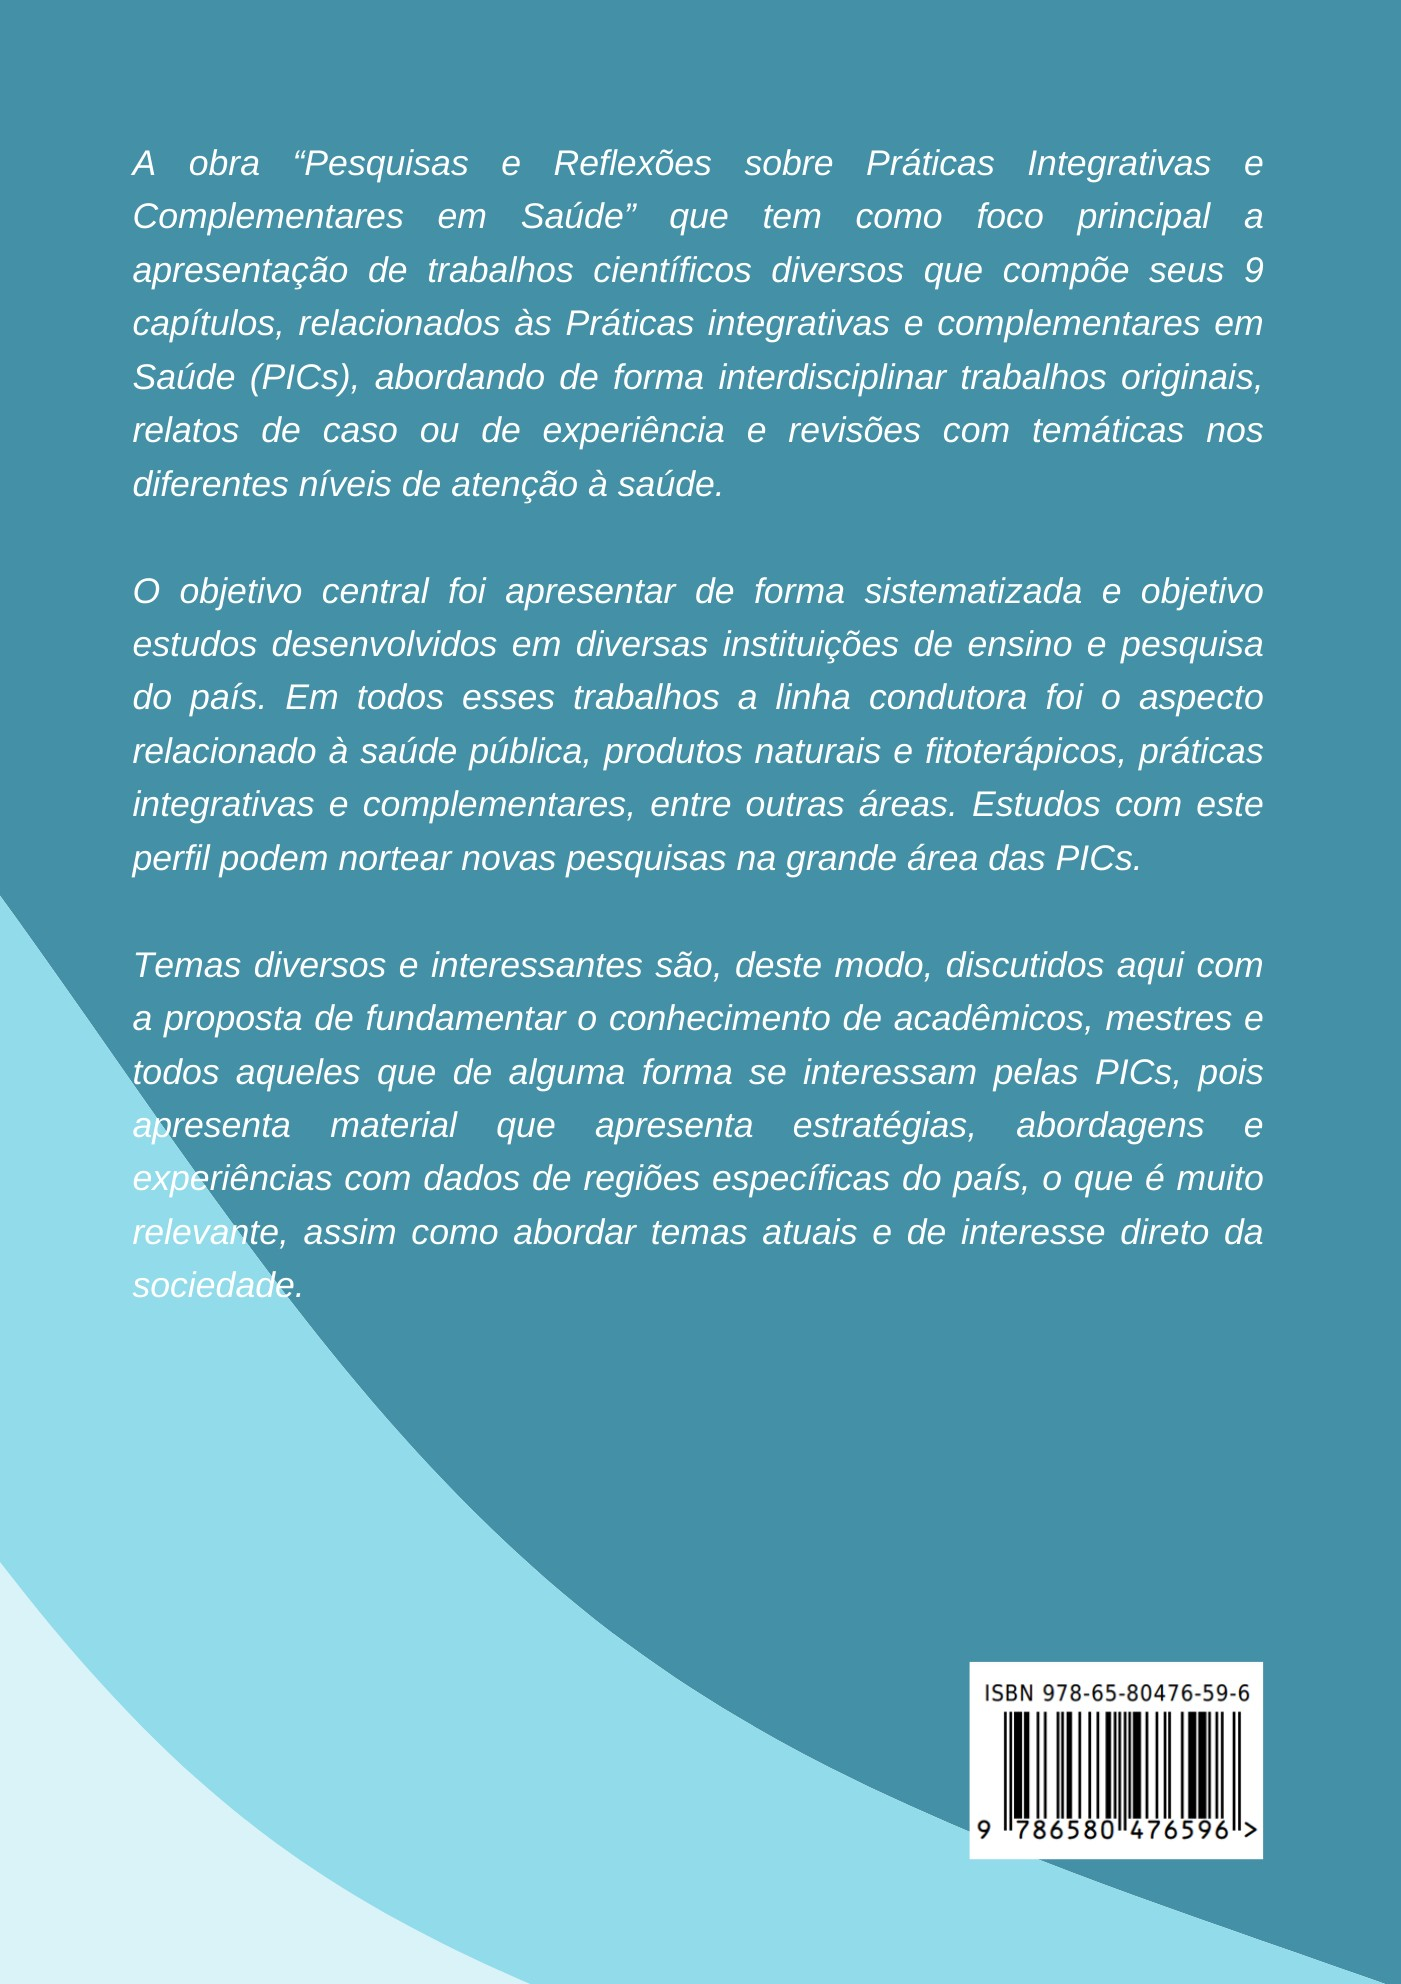 A obra “Pesquisas e Reflexões sobre Práticas Integrativas e
Complementares em Saúde” que tem como foco principal a
apresentação de trabalhos científicos diversos que compõe seus 9
capítulos, relacionados às Práticas integrativas e complementares em
Saúde (PICs), abordando de forma interdisciplinar trabalhos originais,
relatos de caso ou de experiência e revisões com temáticas nos
diferentes níveis de atenção à saúde.
O objetivo central foi apresentar de forma sistematizada e objetivo
estudos desenvolvidos em diversas instituições de ensino e pesquisa
do país. Em todos esses trabalhos a linha condutora foi o aspecto
relacionado à saúde pública, produtos naturais e fitoterápicos, práticas
integrativas e complementares, entre outras áreas. Estudos com este
perfil podem nortear novas pesquisas na grande área das PICs.
Temas diversos e interessantes são, deste modo, discutidos aqui com
a proposta de fundamentar o conhecimento de acadêmicos, mestres e
todos aqueles que de alguma forma se interessam pelas PICs, pois
apresenta material que apresenta estratégias, abordagens e
experiências com dados de regiões específicas do país, o que é muito
relevante, assim como abordar temas atuais e de interesse direto da
sociedade.
ISBN 978-65-80476-59-6
9 786580 476596 >